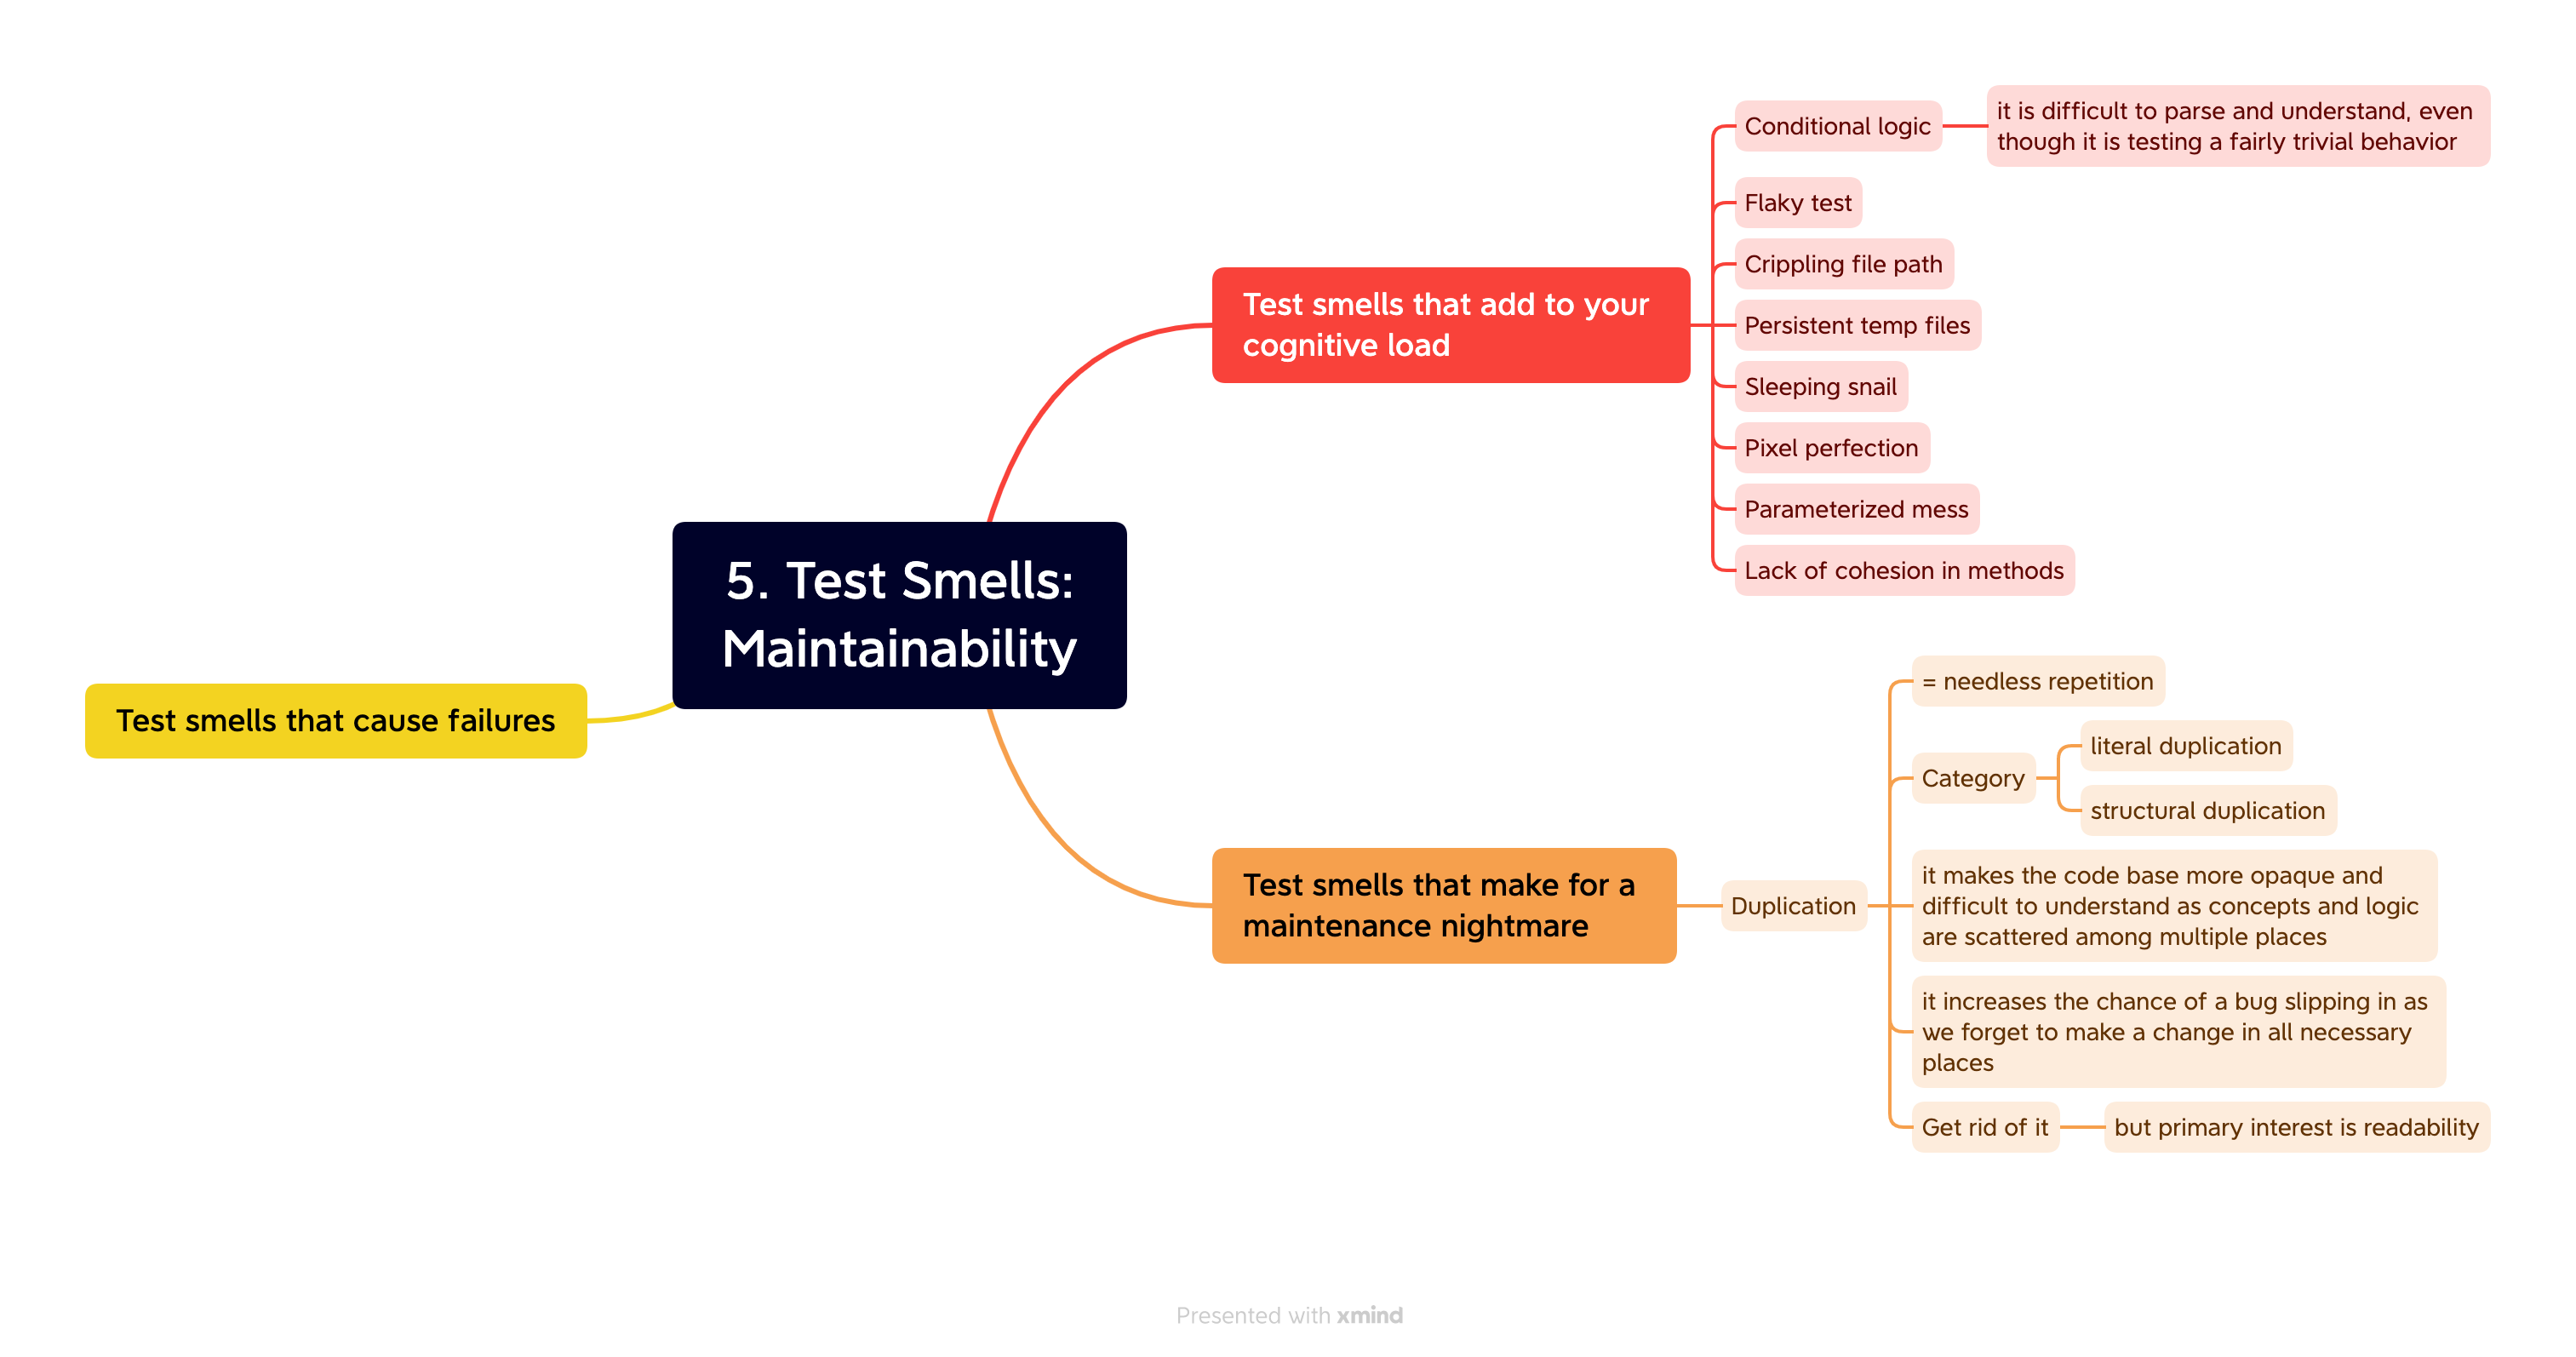 5. Test Smells:
Maintainability
Test smells that add to your
cognitive load
Conditional logic
it is difficult to parse and understand, even
though it is testing a fairly trivial behavior
Flaky test
Crippling file path
Persistent temp files
Sleeping snail
Pixel perfection
Parameterized mess
Lack of cohesion in methods
Test smells that make for a
maintenance nightmare
Duplication
= needless repetition
Category
literal duplication
structural duplication
it makes the code base more opaque and
difficult to understand as concepts and logic
are scattered among multiple places
it increases the chance of a bug slipping in as
we forget to make a change in all necessary
places
Get rid of it
but primary interest is readability
Test smells that cause failures
Presented with xmind